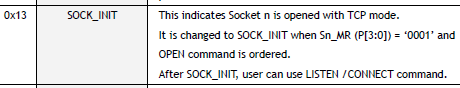 0x13 SOCK_INIT This indicates Socket n is opened with TCP mode.
It is changed to SOCK_INIT when Sn_MR (P[3:0]) = ‘0001’ and
OPEN command is ordered.
After SOCK_INIT, user can use LISTEN /CONNECT command.